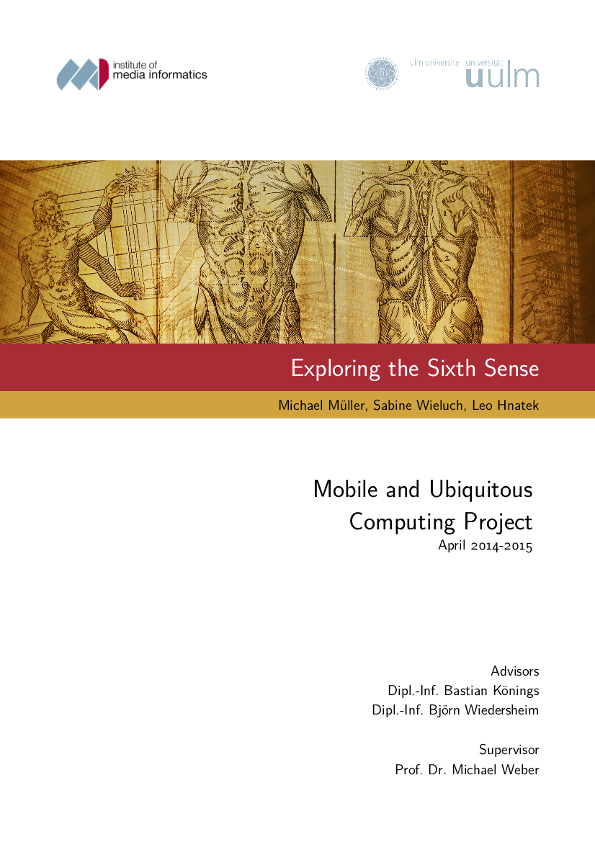 institute of
media informatics
ulm university universität
uulm
Exploring the Sixth Sense
Michael Müller, Sabine Wieluch, Leo Hnatek
Mobile and Ubiquitous
Computing Project
April 2014-2015
Advisors
Dipl.-Inf. Bastian Könings
Dipl.-Inf. Björn Wiedersheim
Supervisor
Prof. Dr. Michael Weber